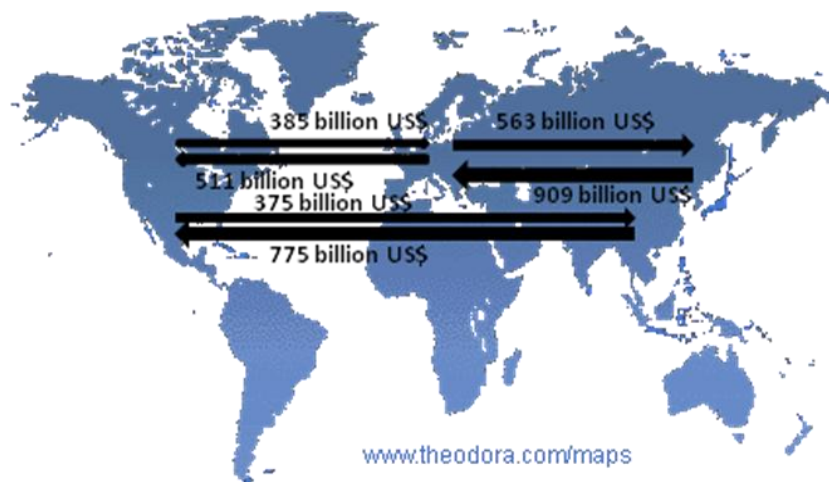 385 billion US$
563 billion US$
511 billion US$
909 billion US$
375 billion US$
775 billion US$
www.theodora.com/maps